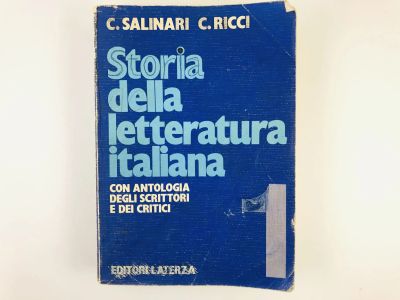 C. SALINARI C. RICCI
Storia
della
letteratura
italiana
CON ANTOLOGIA
DEGLI SCRITTORI
E DEI CRITICI
1
EDITORI LATERZA